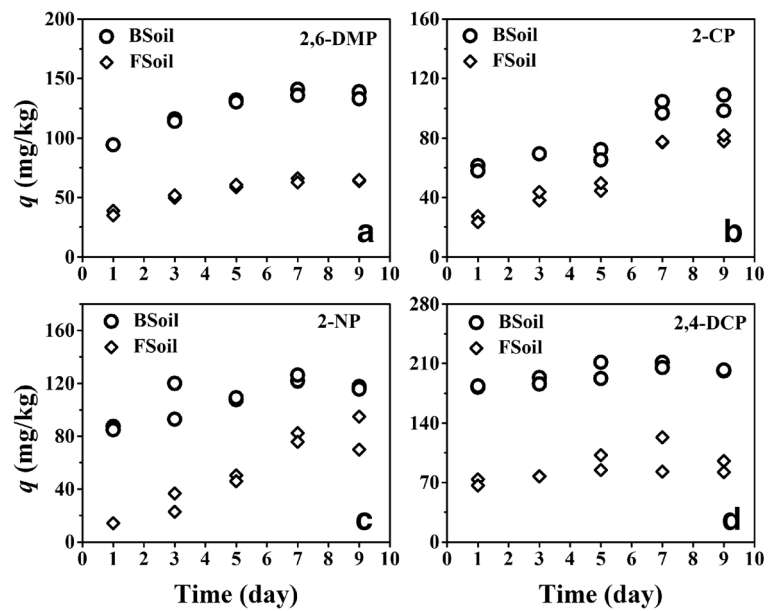 200
150
100
50
0
q (mg/kg)
BSoil
FSoil
2,6-DMP
a
0 1 2 3 4 5 6 7 8 9 10
160
120
80
40
0
BSoil
FSoil
2-CP
b
0 1 2 3 4 5 6 7 8 9 10
160
120
80
40
0
q (mg/kg)
BSoil
FSoil
2-NP
c
0 1 2 3 4 5 6 7 8 9 10
Time (day)
280
210
140
70
0
BSoil
FSoil
2,4-DCP
d
0 1 2 3 4 5 6 7 8 9 10
Time (day)